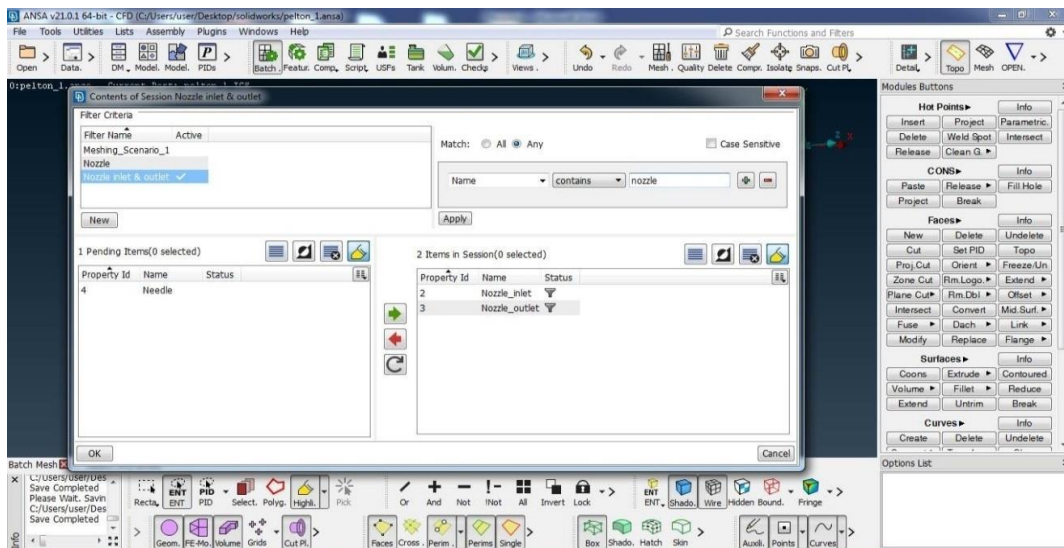 ANSA v21.0.1 64-bit - CFD (C:/Users/user/Desktop/solidworks/pelton_1.ansa)
File Tools Utilities Lists Assembly Plugins Windows Help
Search Functions and Filters
Open Data. DM. Model. Model. PIDs Batch. Featur. Comp. Script. USFs Tank Volum. Checks Views. Undo Redo Mesh. Quality Delete Compr. Isolate Snaps. Cut Pl. Detail. Topo Mesh OPEN.
Contents of Session Nozzle inlet & outlet
Filter Criteria
Filter Name Active
Meshing_Scenario_1
Nozzle
Nozzle inlet & outlet
New
Match: All Any Case Sensitive
Name contains nozzle
Apply
1 Pending Items(0 selected)
Property Id Name Status
4 Needle
2 Items in Session(0 selected)
Property Id Name Status
2 Nozzle_inlet
3 Nozzle_outlet
OK Cancel
Modules Buttons
Hot Points Info
Insert Project Parametric.
Delete Weld Spot Intersect
Release Clean G.
CONS Info
Paste Release Fill Hole
Project Break
Faces Info
New Delete Undelete
Cut Set PID Topo
Proj.Cut Orient Freeze/Un
Zone Cut Rm.Logo. Extend
Plane Cut Rm.Dbl Offset
Intersect Convert Mid.Surf.
Fuse Dach Link
Modify Replace Flange
Surfaces Info
Coons Extrude Contoured
Volume Fillet Reduce
Extend Untrim Break
Curves Info
Create Delete Undelete
Options List
Batch Mesh
C:/Users/user/Des
Save Completed
Please Wait. Savin
C:/Users/user/Des
Save Completed
Info
Recta. ENT PID Select. Polyg. Highli. Pick Or And Not !Not All Invert Lock ENT. Shado. Wire Hidden Bound. Fringe
Geom. FE-Mo. Volume Grids Cut Pl. Faces Cross. Perim. Perims Single Box Shado. Hatch Skin Auxili. Points Curves